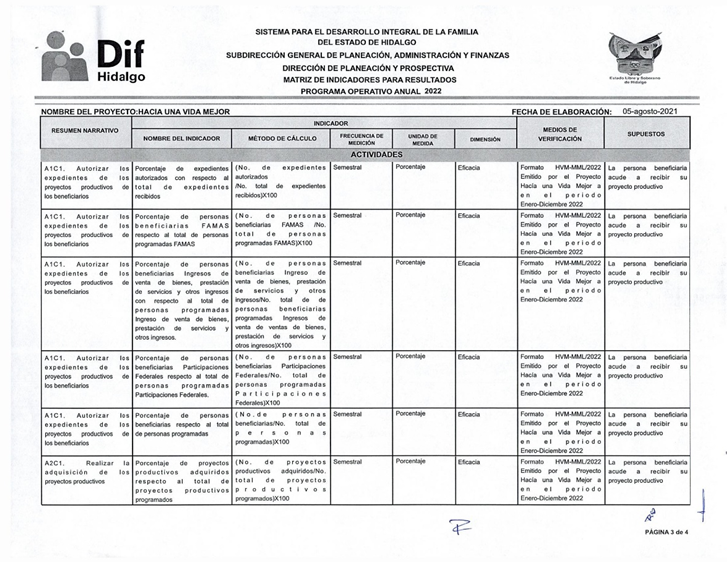 Dif
Hidalgo
SISTEMA PARA EL DESARROLLO INTEGRAL DE LA FAMILIA
DEL ESTADO DE HIDALGO
SUBDIRECCIÓN GENERAL DE PLANEACIÓN, ADMINISTRACIÓN Y FINANZAS
DIRECCIÓN DE PLANEACIÓN Y PROSPECTIVA
MATRIZ DE INDICADORES PARA RESULTADOS
PROGRAMA OPERATIVO ANUAL 2022
Estado Libre y Soberano
de Hidalgo
NOMBRE DEL PROYECTO:HACIA UNA VIDA MEJOR
FECHA DE ELABORACIÓN: 05-agosto-2021
RESUMEN NARRATIVO
INDICADOR
NOMBRE DEL INDICADOR
MÉTODO DE CÁLCULO
FRECUENCIA DE
MEDICIÓN
UNIDAD DE
MEDIDA
DIMENSIÓN
MEDIOS DE
VERIFICACIÓN
SUPUESTOS
ACTIVIDADES
A1C1. Autorizar los
expedientes de los
proyectos productivos de
los beneficiarios
Porcentaje de expedientes
autorizados con respecto al
total de expedientes
recibidos
(No. de expedientes
autorizados
/No. total de expedientes
recibidos)X100
Semestral
Porcentaje
Eficacia
Formato HVM-MML/2022
Emitido por el Proyecto
Hacía una Vida Mejor a
en el periodo
Enero-Diciembre 2022
La persona beneficiaria
acude a recibir su
proyecto productivo
A1C1. Autorizar los
expedientes de los
proyectos productivos de
los beneficiarios
Porcentaje de personas
beneficiarias FAMAS
respecto al total de personas
programadas FAMAS
(No. de personas
beneficiarias FAMAS /No.
total de personas
programadas FAMAS)X100
Semestral
Porcentaje
Eficacia
Formato HVM-MML/2022
Emitido por el Proyecto
Hacía una Vida Mejor a
en el periodo
Enero-Diciembre 2022
La persona beneficiaria
acude a recibir su
proyecto productivo
A1C1. Autorizar los
expedientes de los
proyectos productivos de
los beneficiarios
Porcentaje de personas
beneficiarias Ingresos de
venta de bienes, prestación
de servicios y otros ingresos
con respecto al total de
personas programadas
Ingreso de venta de bienes,
prestación de servicios y
otros ingresos.
(No. de personas
beneficiarias Ingreso de
venta de bienes, prestación
de servicios y otros
ingresos/No. total de de
personas beneficiarias
programadas Ingresos de
venta de ventas de bienes,
prestación de servicios y
otros ingresos)X100
Semestral
Porcentaje
Eficacia
Formato HVM-MML/2022
Emitido por el Proyecto
Hacía una Vida Mejor a
en el periodo
Enero-Diciembre 2022
La persona beneficiaria
acude a recibir su
proyecto productivo
A1C1. Autorizar los
expedientes de los
proyectos productivos de
los beneficiarios
Porcentaje de personas
beneficiarias Participaciones
Federales respecto al total de
personas programadas
Participaciones Federales.
(No. de personas
beneficiarias Participaciones
Federales/No. total de
personas programadas
Participaciones
Federales)X100
Semestral
Porcentaje
Eficacia
Formato HVM-MML/2022
Emitido por el Proyecto
Hacía una Vida Mejor a
en el periodo
Enero-Diciembre 2022
La persona beneficiaria
acude a recibir su
proyecto productivo
A1C1. Autorizar los
expedientes de los
proyectos productivos de
los beneficiarios
Porcentaje de personas
beneficiarias respecto al total
de personas programadas
(No.de personas
beneficiarias/No. total de
personas
programadas)X100
Semestral
Porcentaje
Eficacia
Formato HVM-MML/2022
Emitido por el Proyecto
Hacía una Vida Mejor a
en el periodo
Enero-Diciembre 2022
La persona beneficiaria
acude a recibir su
proyecto productivo
A2C1. Realizar la
adquisición de los
proyectos productivos
Porcentaje de proyectos
productivos adquiridos
respecto al total de
proyectos productivos
programados
(No. de proyectos
productivos adquiridos/No.
total de proyectos
productivos
programados)X100
Semestral
Porcentaje
Eficacia
Formato HVM-MML/2022
Emitido por el Proyecto
Hacía una Vida Mejor a
en el periodo
Enero-Diciembre 2022
La persona beneficiaria
acude a recibir su
proyecto productivo
PÁGINA 3 de 4